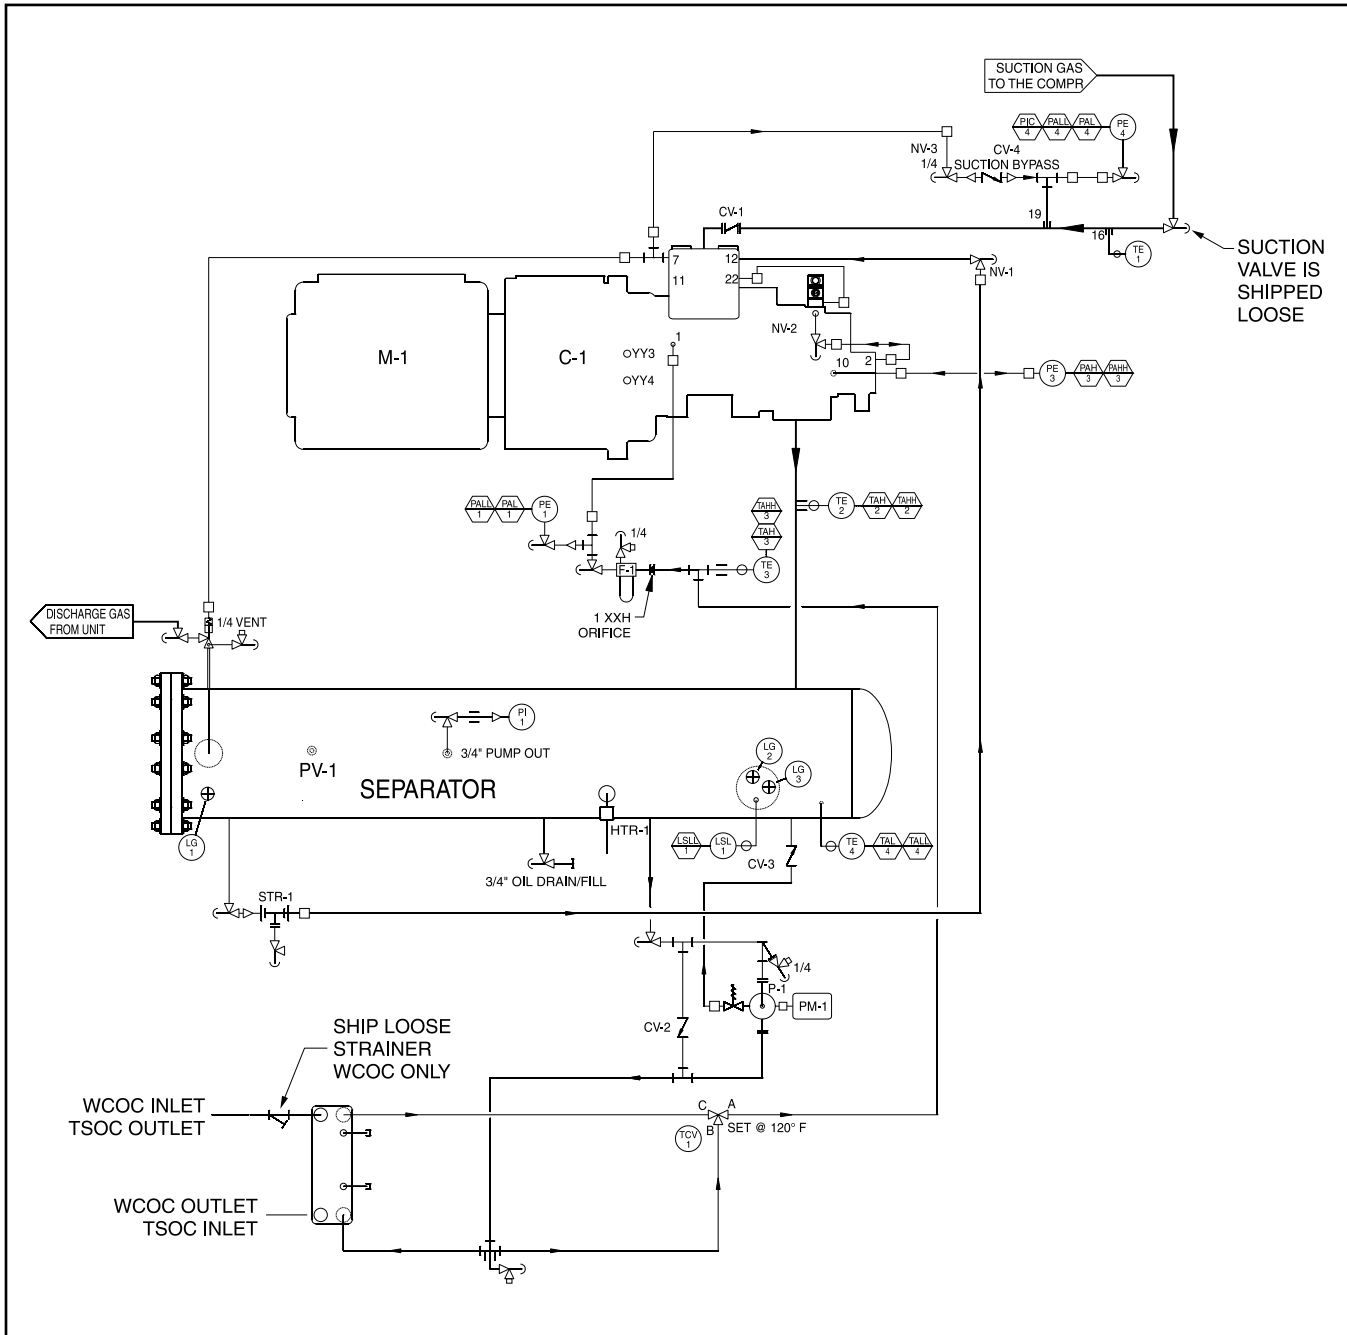 SUCTION GAS
TO THE COMPR
PIC
4
PALL
4
PAL
4
PE
4
NV-3
1/4
CV-4
SUCTION BYPASS
CV-1
19
16
TE
1
SUCTION
VALVE IS
SHIPPED
LOOSE
7
12
11
22
NV-1
NV-2
M-1
C-1
1
YY3
YY4
2
10
PE
3
PAH
3
PAHH
3
PALL
1
PAL
1
PE
1
1/4
TAHH
3
TAH
3
TE
3
TE
2
TAH
2
TAHH
2
F-1
1 XXH
ORIFICE
DISCHARGE GAS
FROM UNIT
1/4 VENT
PI
1
3/4" PUMP OUT
PV-1
SEPARATOR
LG
2
LG
3
LG
1
HTR-1
LSLL
1
LSL
1
CV-3
TE
4
TAL
4
TALL
4
3/4" OIL DRAIN/FILL
STR-1
1/4
P-1
PM-1
CV-2
SHIP LOOSE
STRAINER
WCOC ONLY
WCOC INLET
TSOC OUTLET
C
A
B
SET @ 120° F
TCV
1
WCOC OUTLET
TSOC INLET